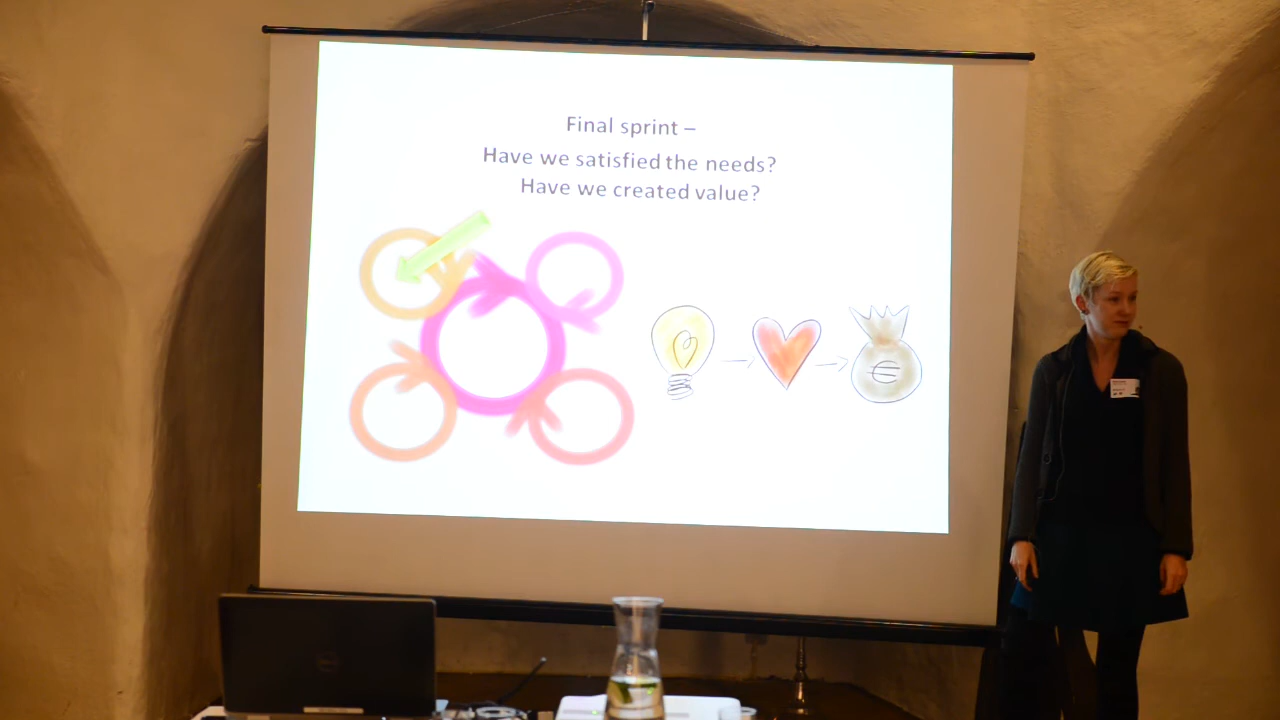 Final sprint –
Have we satisfied the needs?
Have we created value?
€